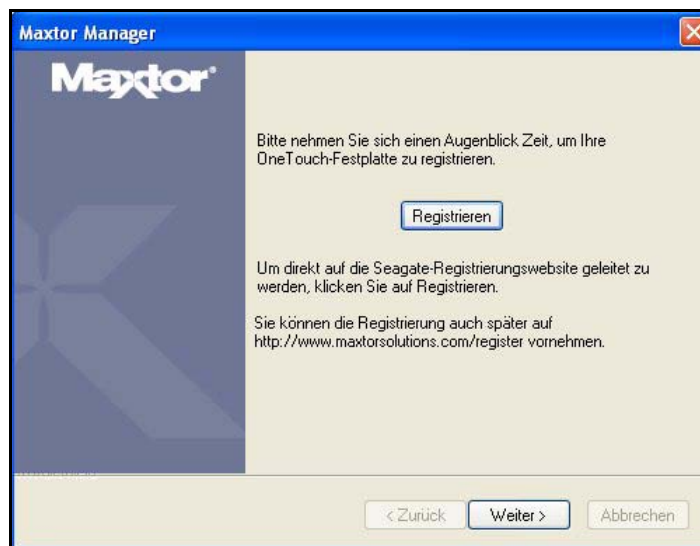 Maxtor Manager
Maxtor®
Bitte nehmen Sie sich einen Augenblick Zeit, um Ihre
OneTouch-Festplatte zu registrieren.
Registrieren
Um direkt auf die Seagate-Registrierungswebsite geleitet zu
werden, klicken Sie auf Registrieren.
Sie können die Registrierung auch später auf
http://www.maxtorsolutions.com/register vornehmen.
< Zurück
Weiter >
Abbrechen